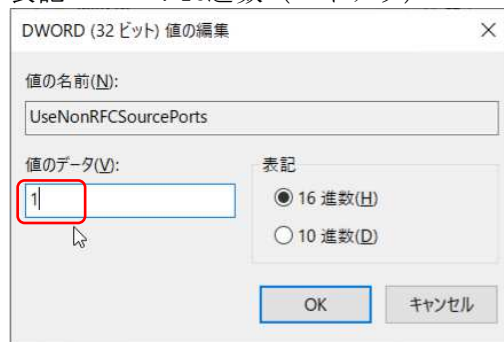 DWORD (32 ビット) 値の編集
値の名前(N):
UseNonRFCSourcePorts
値のデータ(V):
表記
1
16 進数(H)
10 進数(D)
OK
キャンセル